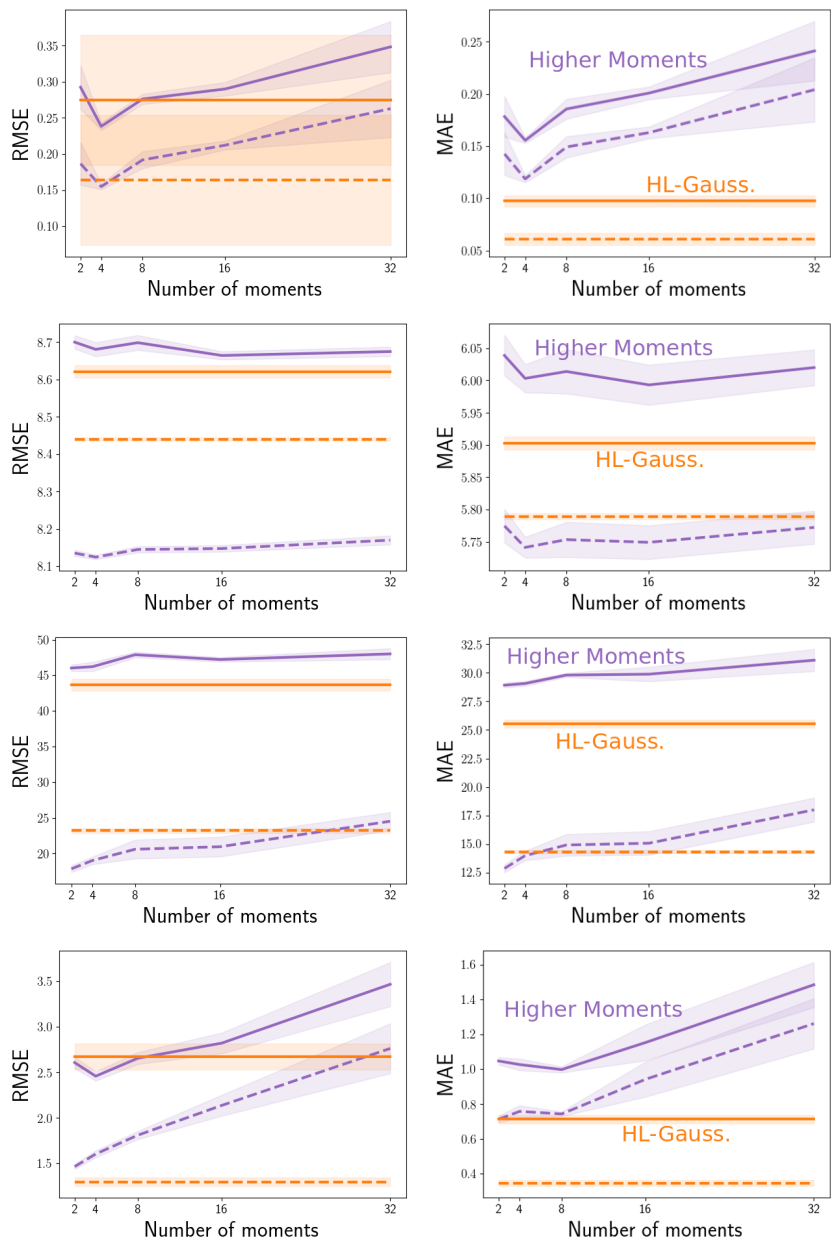 0.35
0.30
0.25
0.20
0.15
0.10
RMSE
2 4 8 16 32
Number of moments
0.25
0.20
0.15
0.10
0.05
MAE
Higher Moments
HL-Gauss.
2 4 8 16 32
Number of moments
8.7
8.6
8.5
8.4
8.3
8.2
8.1
RMSE
2 4 8 16 32
Number of moments
6.05
6.00
5.95
5.90
5.85
5.80
5.75
MAE
Higher Moments
HL-Gauss.
2 4 8 16 32
Number of moments
50
45
40
35
30
25
20
RMSE
2 4 8 16 32
Number of moments
32.5
30.0
27.5
25.0
22.5
20.0
17.5
15.0
12.5
MAE
Higher Moments
HL-Gauss.
2 4 8 16 32
Number of moments
3.5
3.0
2.5
2.0
1.5
RMSE
2 4 8 16 32
Number of moments
1.6
1.4
1.2
1.0
0.8
0.6
0.4
MAE
Higher Moments
HL-Gauss.
2 4 8 16 32
Number of moments